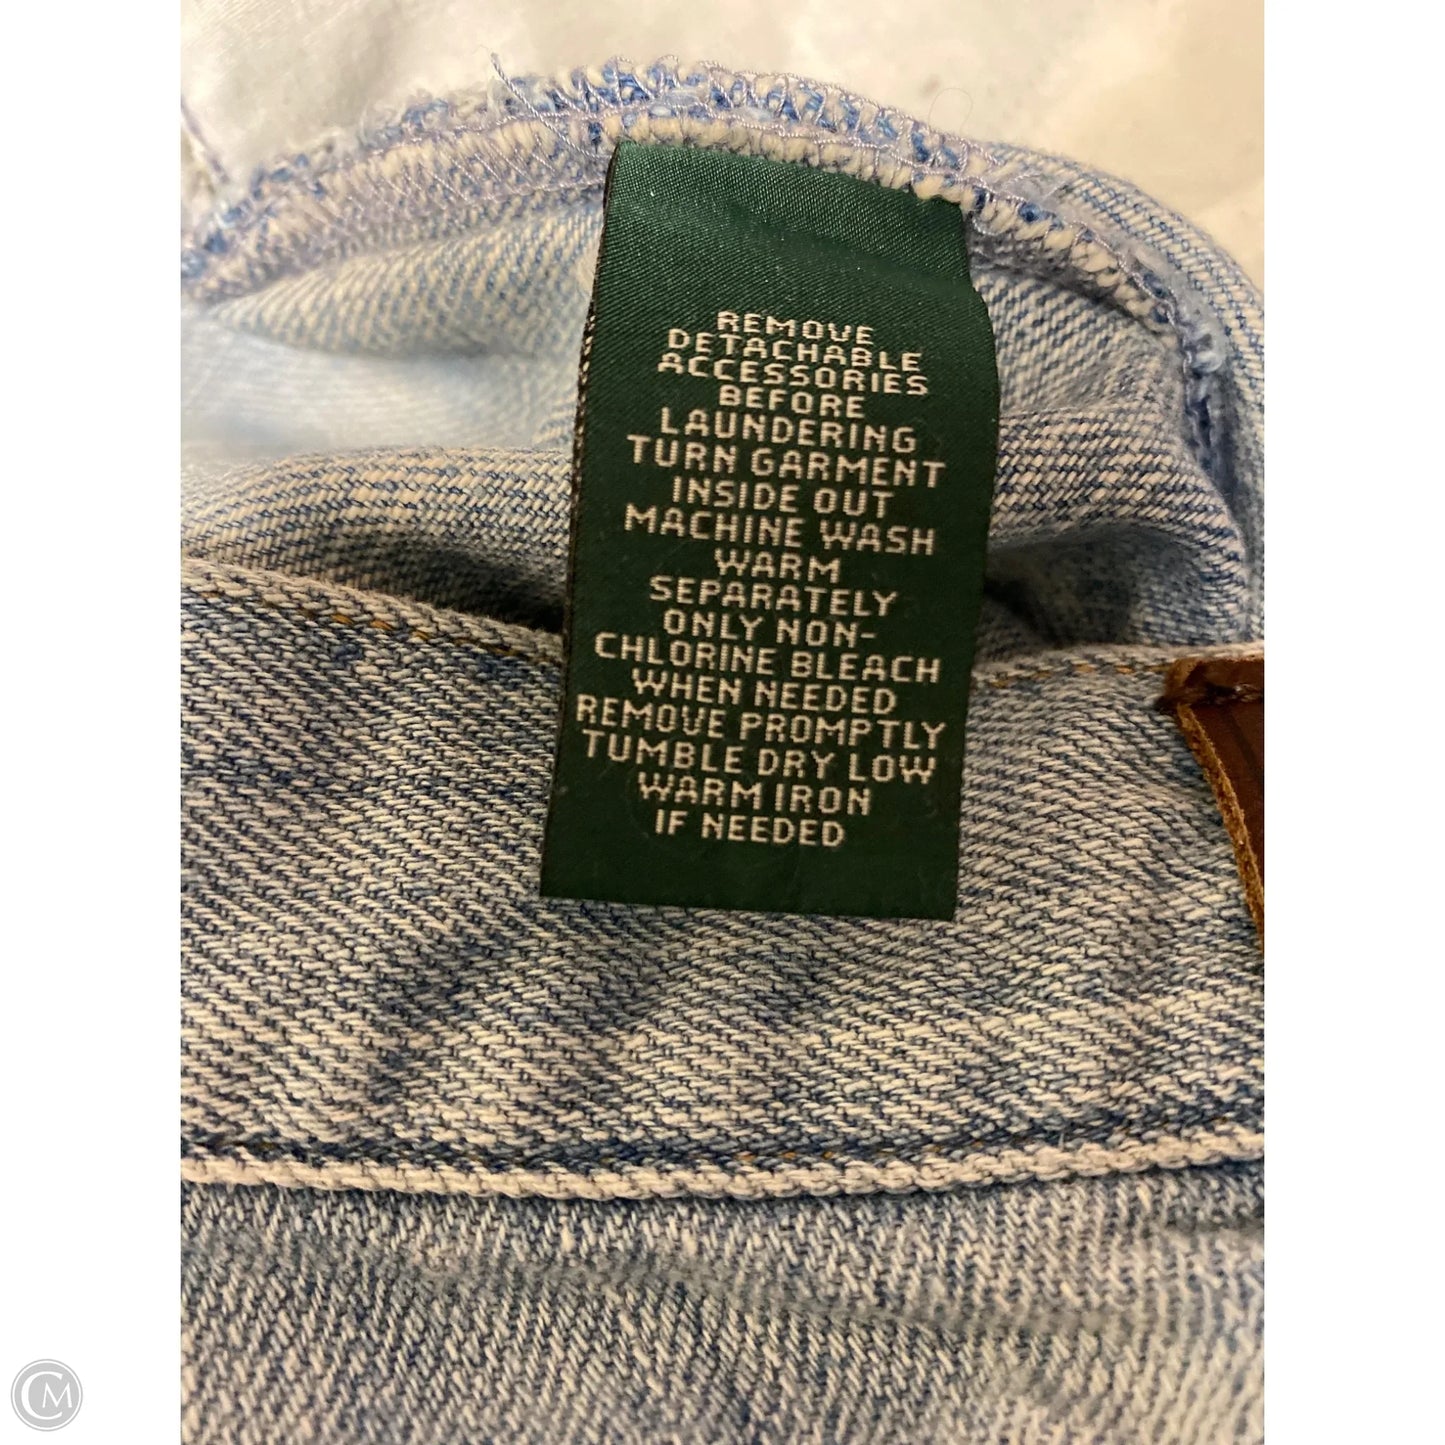 REMOVE
DETACHABLE
ACCESSORIES
BEFORE
LAUNDERING
TURN GARMENT
INSIDE OUT
MACHINE WASH
WARM
SEPARATELY
ONLY NON-
CHLORINE BLEACH
WHEN NEEDED
REMOVE PROMPTLY
TUMBLE DRY LOW
WARM IRON
IF NEEDED
CM